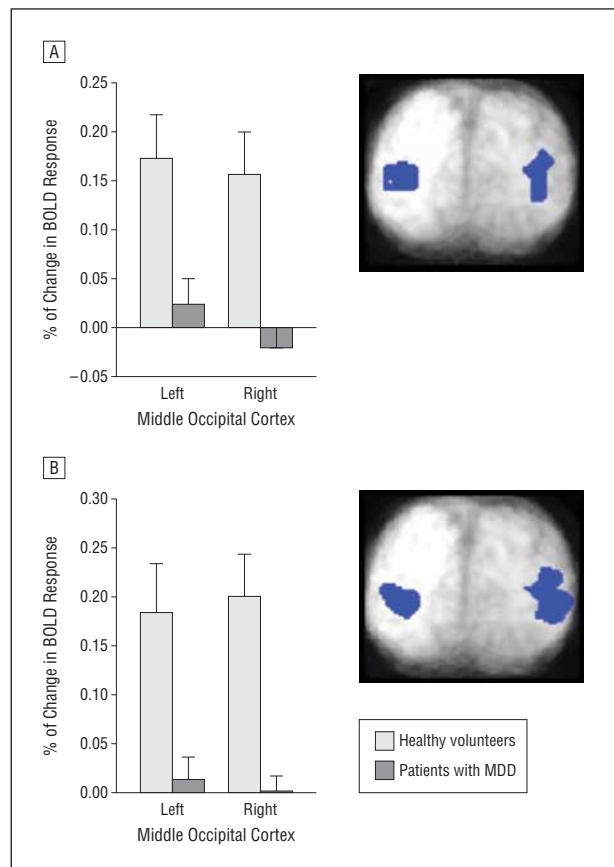 A
0.25
0.20
0.15
0.10
0.05
0.00
−0.05
% of Change in BOLD Response
Left Right
Middle Occipital Cortex
B
0.30
0.25
0.20
0.15
0.10
0.05
0.00
% of Change in BOLD Response
Left Right
Middle Occipital Cortex
Healthy volunteers
Patients with MDD